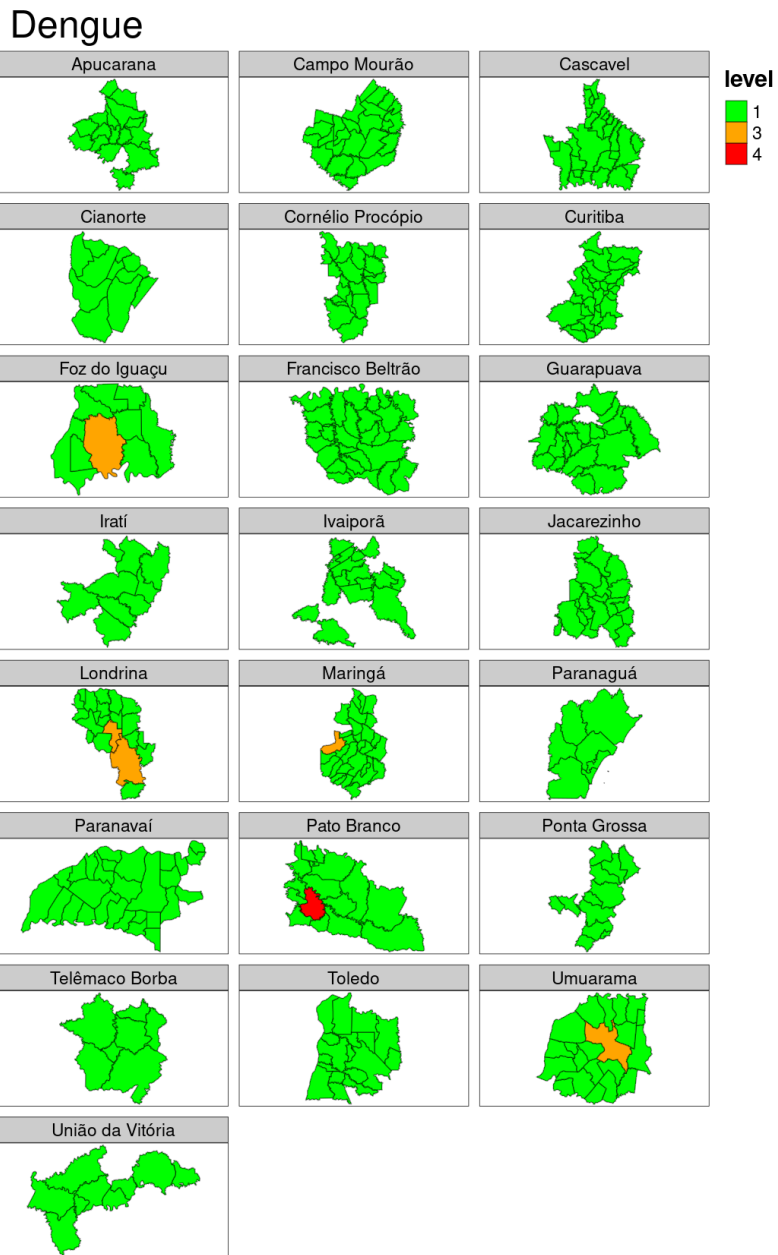 Dengue
Apucarana
Campo Mourão
Cascavel
level
1
3
4
Cianorte
Cornélio Procópio
Curitiba
Foz do Iguaçu
Francisco Beltrão
Guarapuava
Iratí
Ivaiporã
Jacarezinho
Londrina
Maringá
Paranaguá
Paranavaí
Pato Branco
Ponta Grossa
Telêmaco Borba
Toledo
Umuarama
União da Vitória